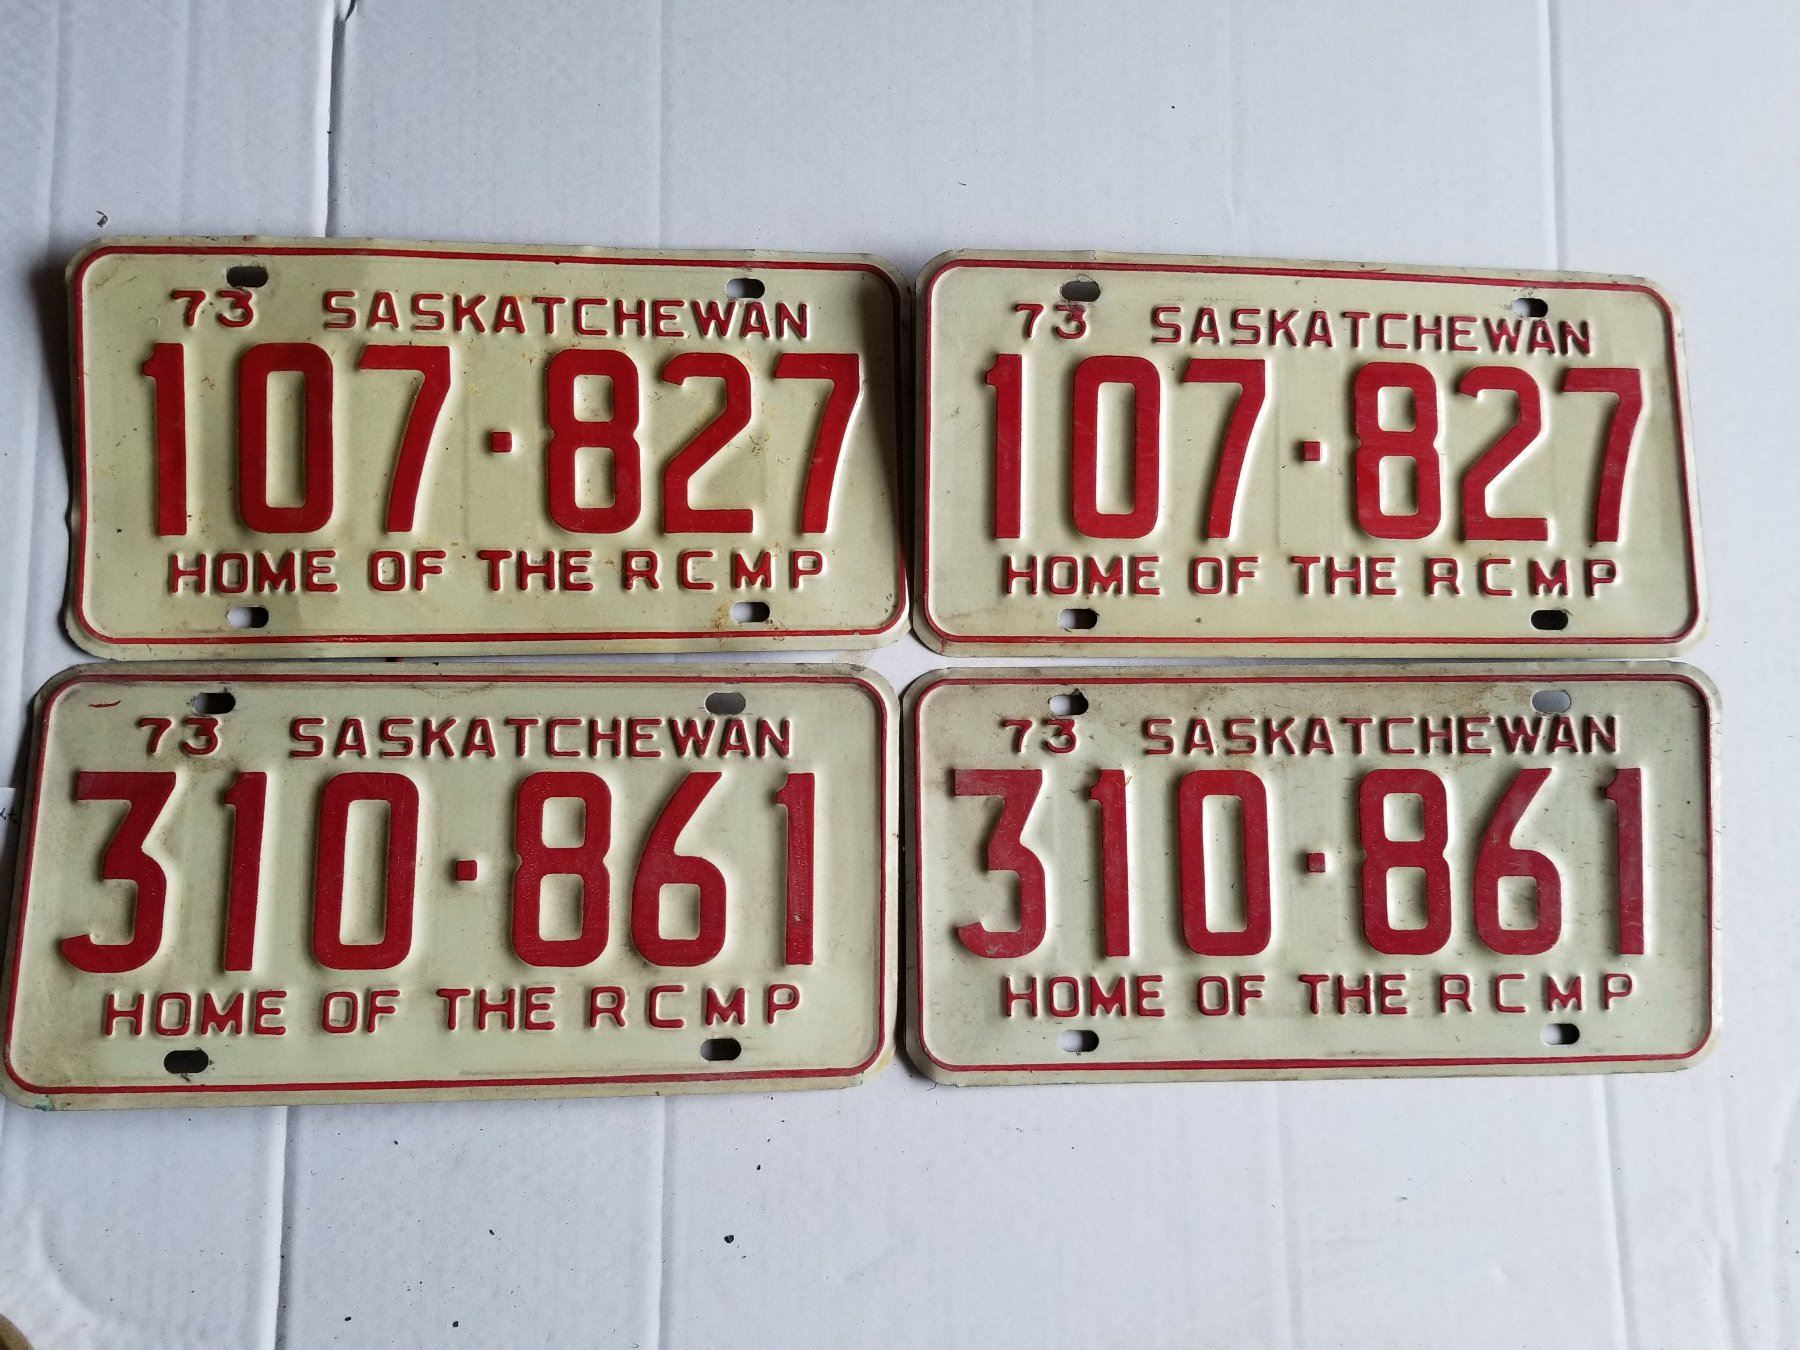 73 SASKATCHEWAN
107·827
HOME OF THE RCMP
73 SASKATCHEWAN
107·827
HOME OF THE RCMP
73 SASKATCHEWAN
310·861
HOME OF THE RCMP
73 SASKATCHEWAN
310·861
HOME OF THE RCMP